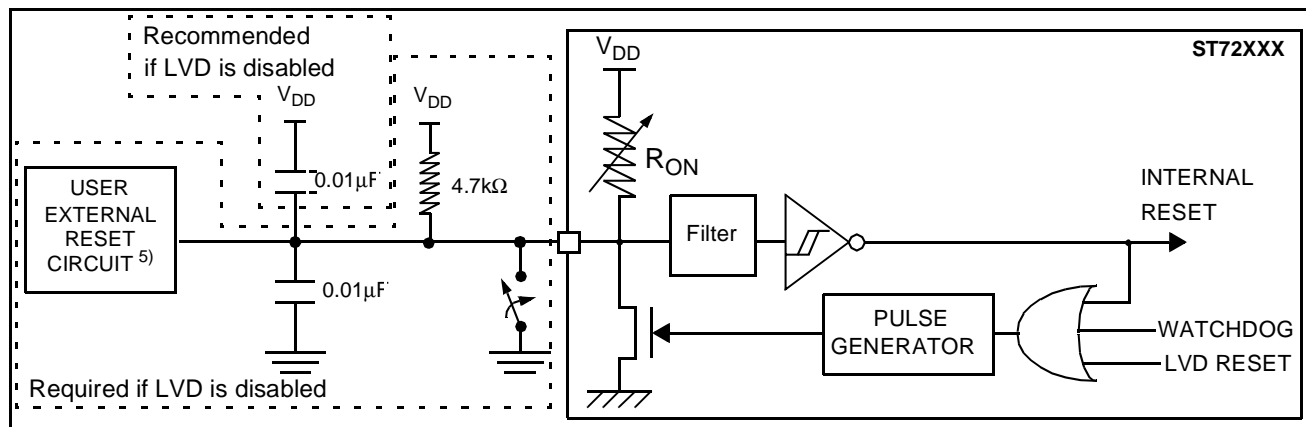 Recommended
if LVD is disabled
VDD
0.01µF
VDD
4.7kΩ
USER
EXTERNAL
RESET
CIRCUIT 5)
0.01µF
Required if LVD is disabled
ST72XXX
VDD
RON
Filter
INTERNAL
RESET
PULSE
GENERATOR
WATCHDOG
LVD RESET